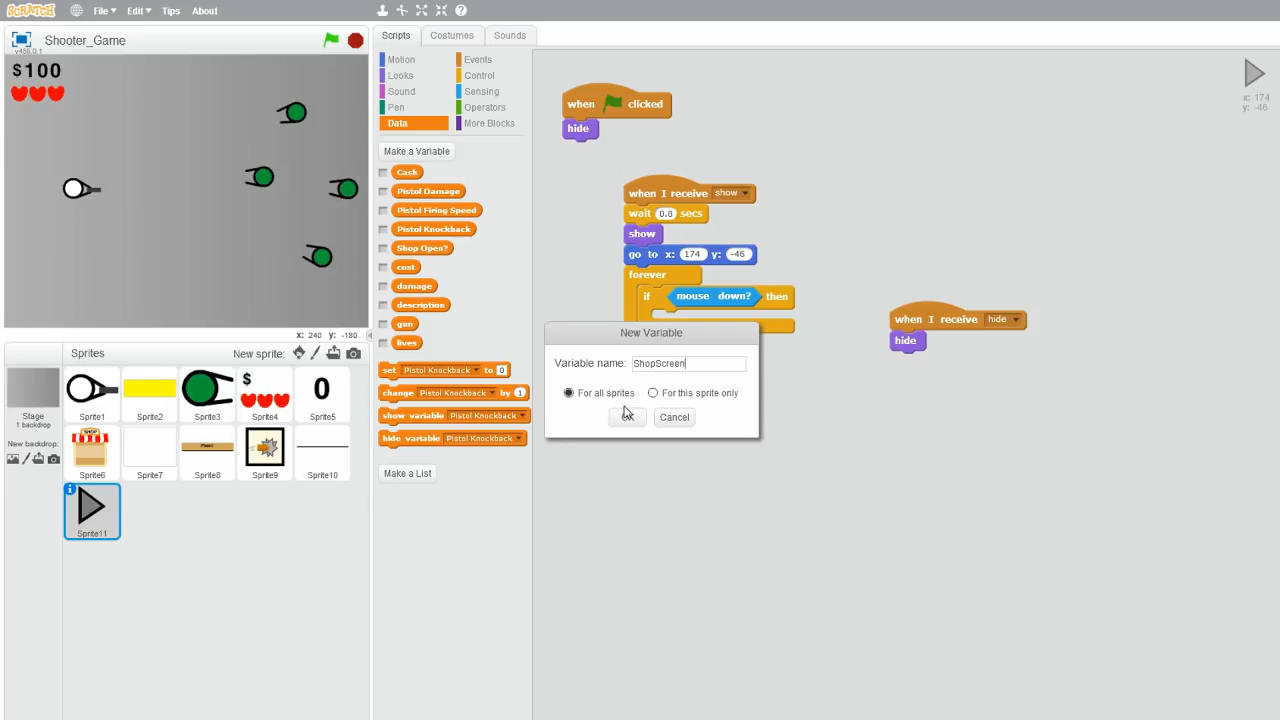 SCRATCH File Edit Tips About
Shooter_Game
v458.0.1
$100
x: 240 y: -180
Sprites New sprite:
Stage
1 backdrop
New backdrop:
Sprite1 Sprite2 Sprite3 Sprite4 Sprite5
$
0
SHOP
Pistol
Sprite6 Sprite7 Sprite8 Sprite9 Sprite10
i
Sprite11
Scripts Costumes Sounds
Motion Events
Looks Control
Sound Sensing
Pen Operators
Data More Blocks
Make a Variable
Cash
Pistol Damage
Pistol Firing Speed
Pistol Knockback
Shop Open?
cost
damage
description
gun
lives
set Pistol Knockback to 0
change Pistol Knockback by 1
show variable Pistol Knockback
hide variable Pistol Knockback
Make a List
when clicked
hide
when I receive show
wait 0.8 secs
show
go to x: 174 y: -46
forever
if mouse down? then
when I receive hide
hide
New Variable
Variable name: ShopScreen
For all sprites For this sprite only
Cancel
x: 174
y: -46